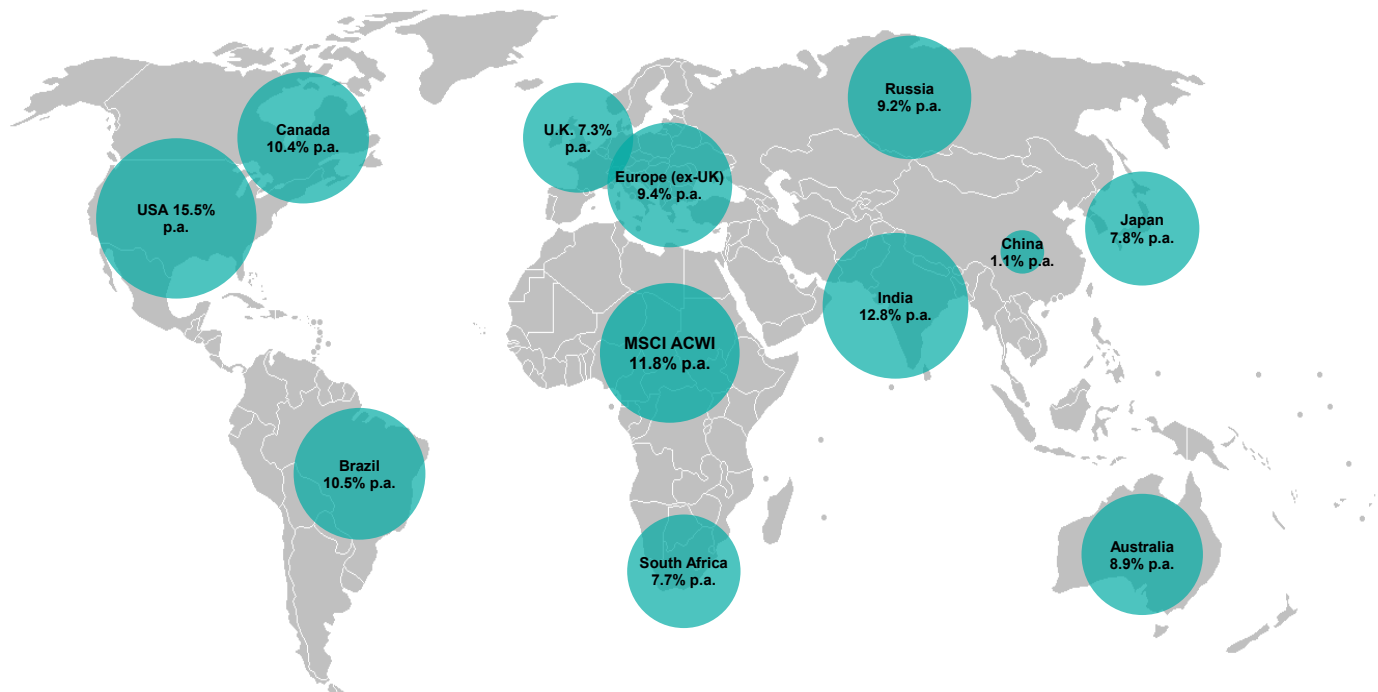 Russia
9.2% p.a.
Canada
10.4% p.a.
U.K. 7.3%
p.a.
Europe (ex-UK)
9.4% p.a.
USA 15.5%
p.a.
Japan
7.8% p.a.
China
1.1% p.a.
India
12.8% p.a.
MSCI ACWI
11.8% p.a.
Brazil
10.5% p.a.
South Africa
7.7% p.a.
Australia
8.9% p.a.